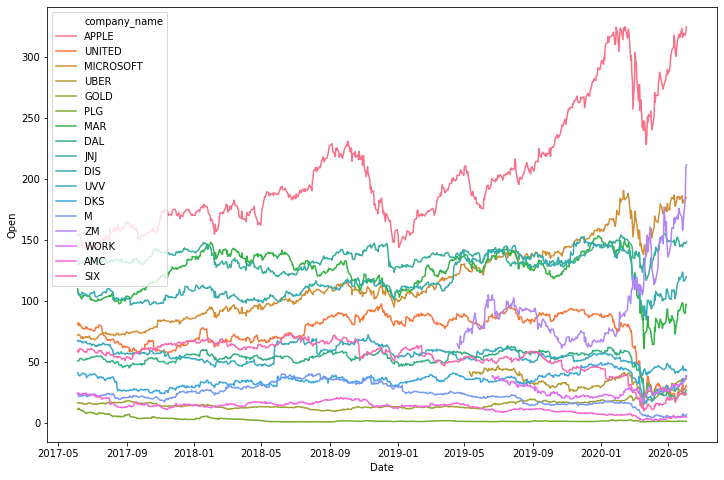 company_name
APPLE
UNITED
MICROSOFT
UBER
GOLD
PLG
MAR
DAL
JNJ
DIS
UVV
DKS
M
ZM
WORK
AMC
SIX
300
250
200
150
100
50
0
Open
2017-05 2017-09 2018-01 2018-05 2018-09 2019-01 2019-05 2019-09 2020-01 2020-05
Date